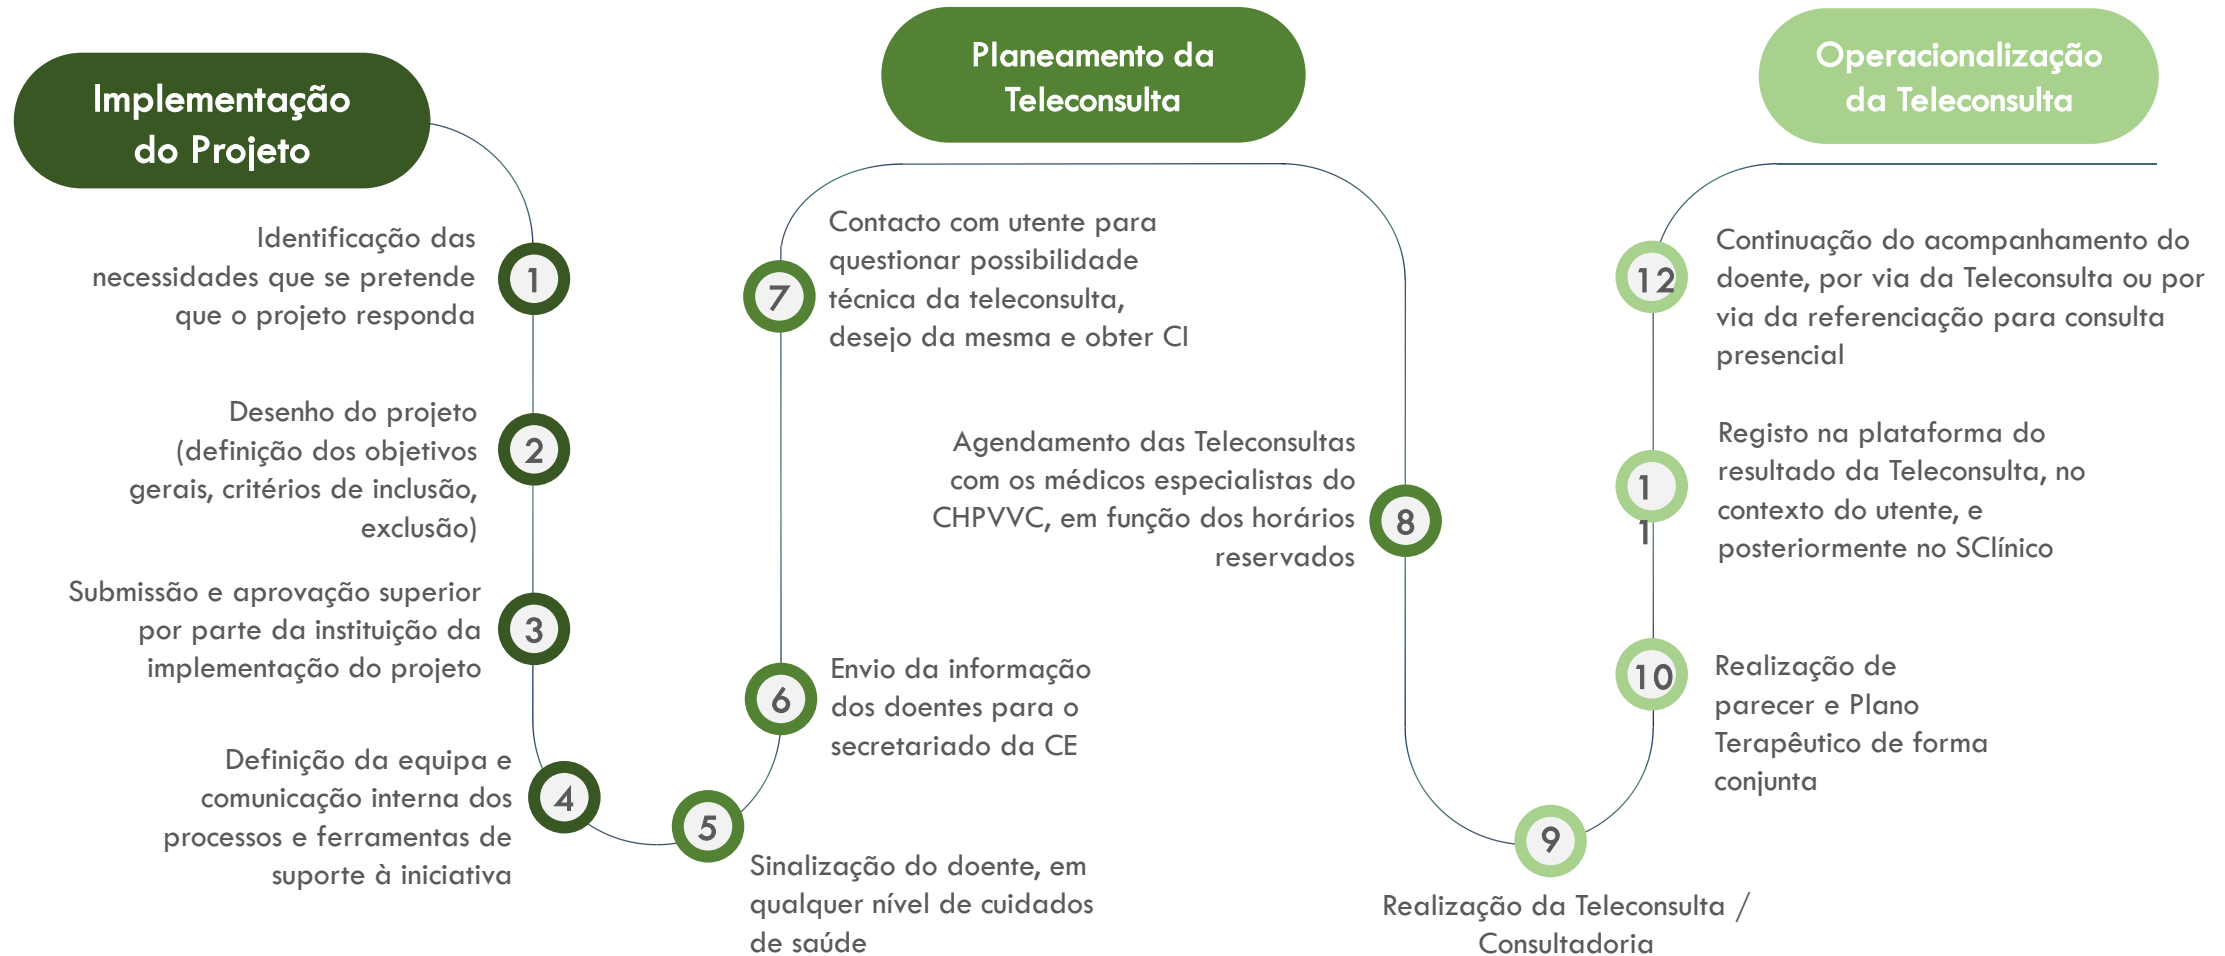 Implementação
do Projeto
1
Identificação das
necessidades que se pretende
que o projeto responda
2
Desenho do projeto
(definição dos objetivos
gerais, critérios de inclusão,
exclusão)
3
Submissão e aprovação superior
por parte da instituição da
implementação do projeto
4
Definição da equipa e
comunicação interna dos
processos e ferramentas de
suporte à iniciativa
Planeamento da
Teleconsulta
5
Sinalização do doente, em
qualquer nível de cuidados
de saúde
6
Envio da informação
dos doentes para o
secretariado da CE
7
Contacto com utente para
questionar possibilidade
técnica da teleconsulta,
desejo da mesma e obter CI
8
Agendamento das Teleconsultas
com os médicos especialistas do
CHPVVC, em função dos horários
reservados
Operacionalização
da Teleconsulta
9
Realização da Teleconsulta /
Consultadoria
10
Realização de
parecer e Plano
Terapêutico de forma
conjunta
1
1
Registo na plataforma do
resultado da Teleconsulta, no
contexto do utente, e
posteriormente no SClínico
12
Continuação do acompanhamento do
doente, por via da Teleconsulta ou por
via da referenciação para consulta
presencial